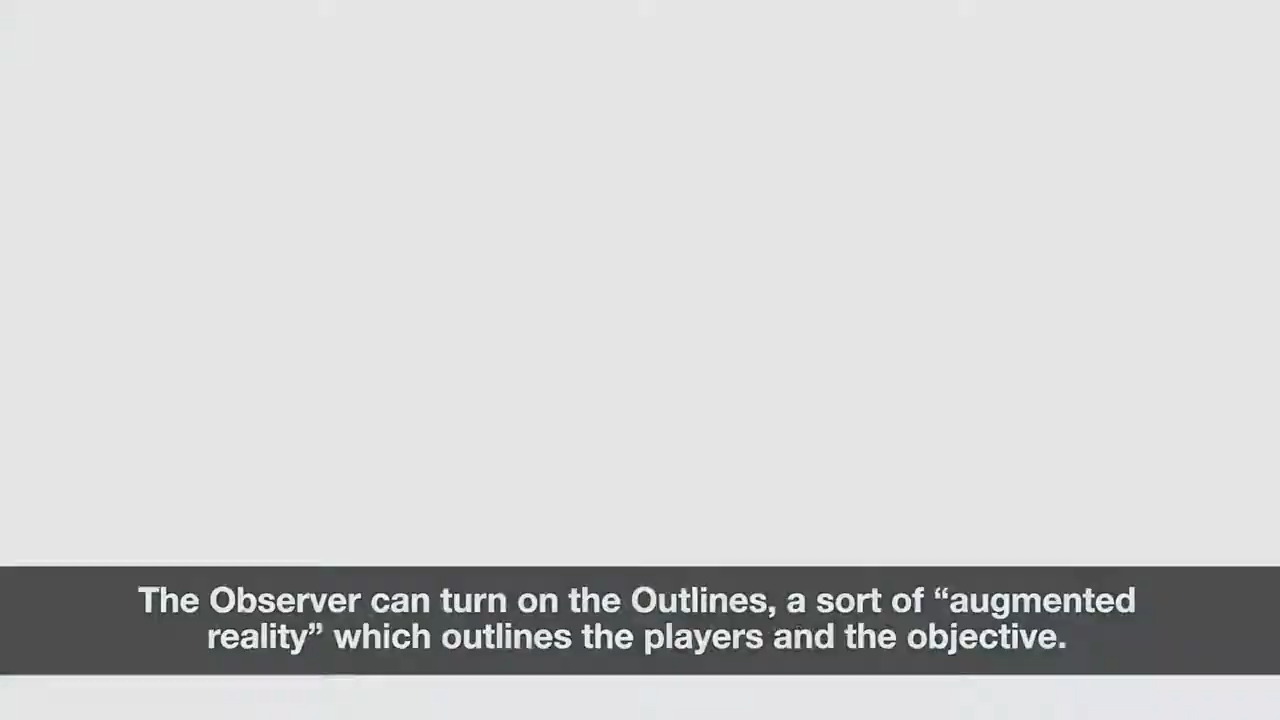 The Observer can turn on the Outlines, a sort of “augmented
reality” which outlines the players and the objective.